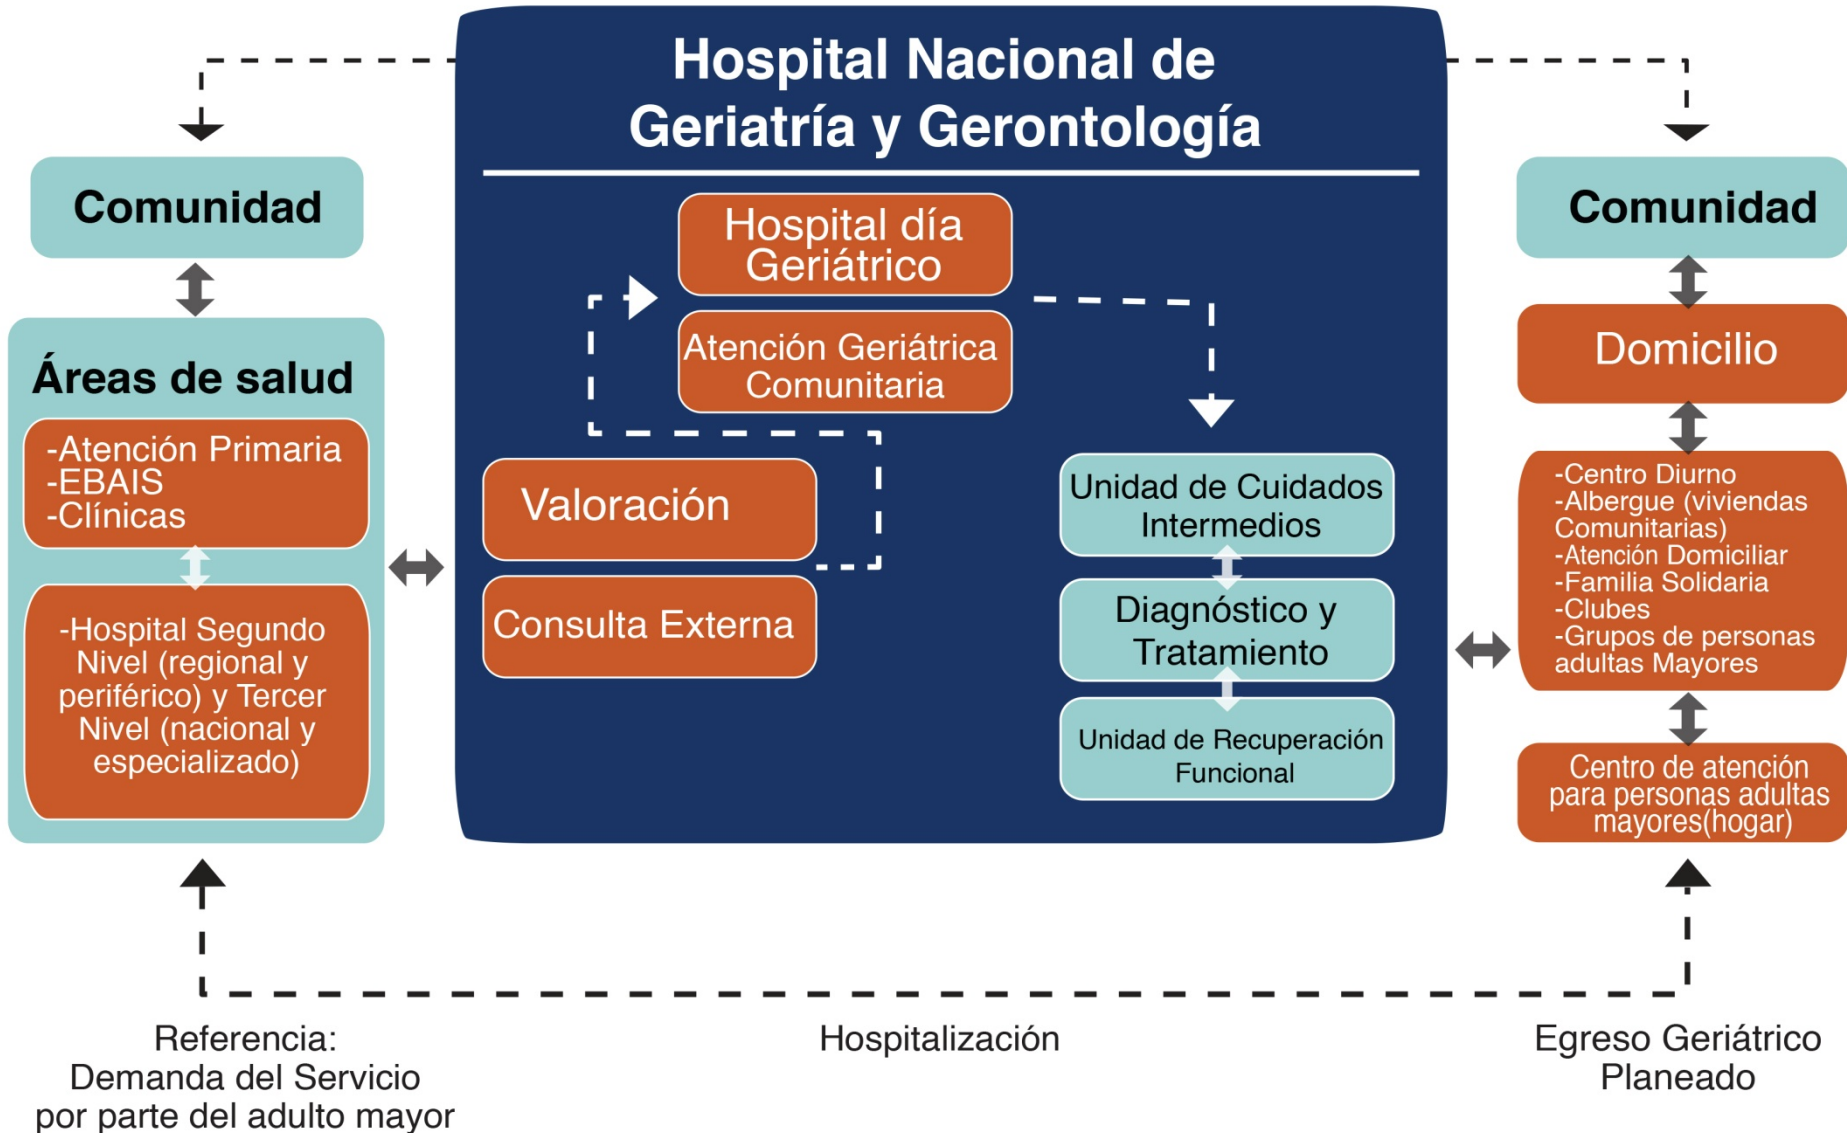 Hospital Nacional de
Geriatría y Gerontología
Comunidad
Áreas de salud
-Atención Primaria
-EBAIS
-Clínicas
-Hospital Segundo
Nivel (regional y
periférico) y Tercer
Nivel (nacional y
especializado)
Hospital día
Geriátrico
Atención Geriátrica
Comunitaria
Valoración
Consulta Externa
Unidad de Cuidados
Intermedios
Diagnóstico y
Tratamiento
Unidad de Recuperación
Funcional
Comunidad
Domicilio
-Centro Diurno
-Albergue (viviendas
Comunitarias)
-Atención Domiciliar
-Familia Solidaria
-Clubes
-Grupos de personas
adultas Mayores
Centro de atención
para personas adultas
mayores(hogar)
Referencia:
Demanda del Servicio
por parte del adulto mayor
Hospitalización
Egreso Geriátrico
Planeado